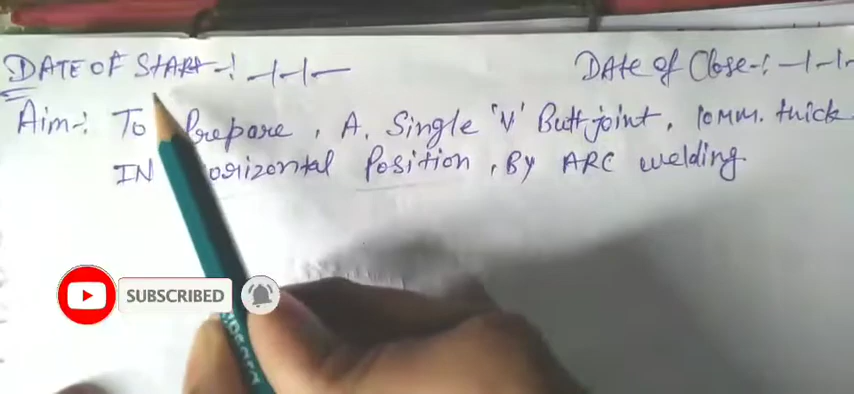 DATE OF START-: -/-/- DATE of Close-: -/-/-
Aim-: To Prepare, A, Single "V" Butt joint, 10MM. thick
IN orizontal Position, By ARC welding
SUBSCRIBED